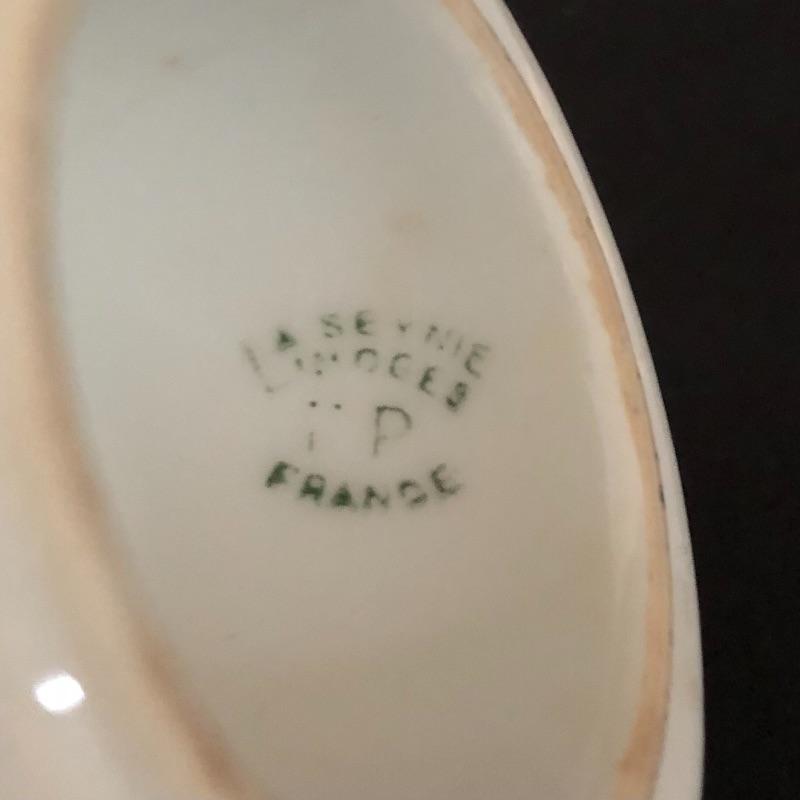 LA SEYNIE
LIMOGES
P
FRANCE